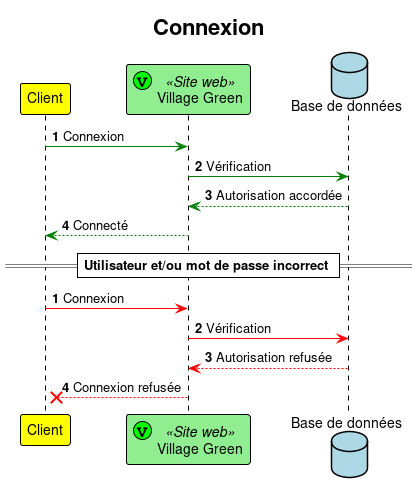 Connexion
Client
V «Site web»
Village Green
Base de données
1 Connexion
2 Vérification
3 Autorisation accordée
4 Connecté
Utilisateur et/ou mot de passe incorrect
1 Connexion
2 Vérification
3 Autorisation refusée
4 Connexion refusée
Client
V «Site web»
Village Green
Base de données